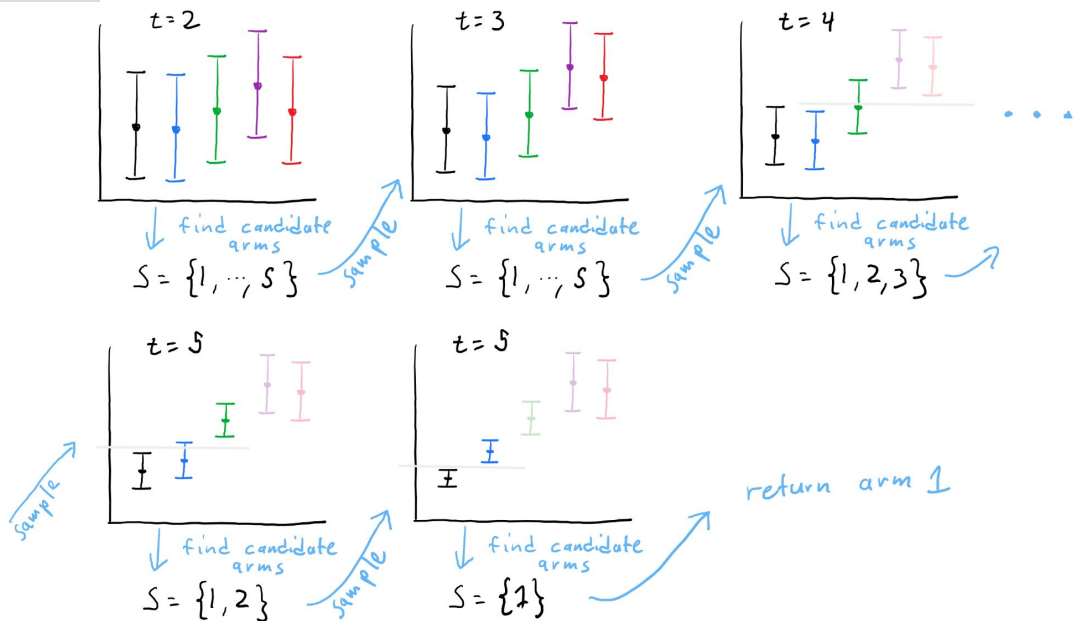 t=2
t=3
t=4
find candidate
arms
sample
find candidate
arms
sample
find candidate
arms
S = {1, ..., 5}
S = {1, ..., 5}
S = {1, 2, 3}
t = 5
t = 5
sample
return arm 1
find candidate
arms
sample
find candidate
arms
S = {1, 2}
S = {1}